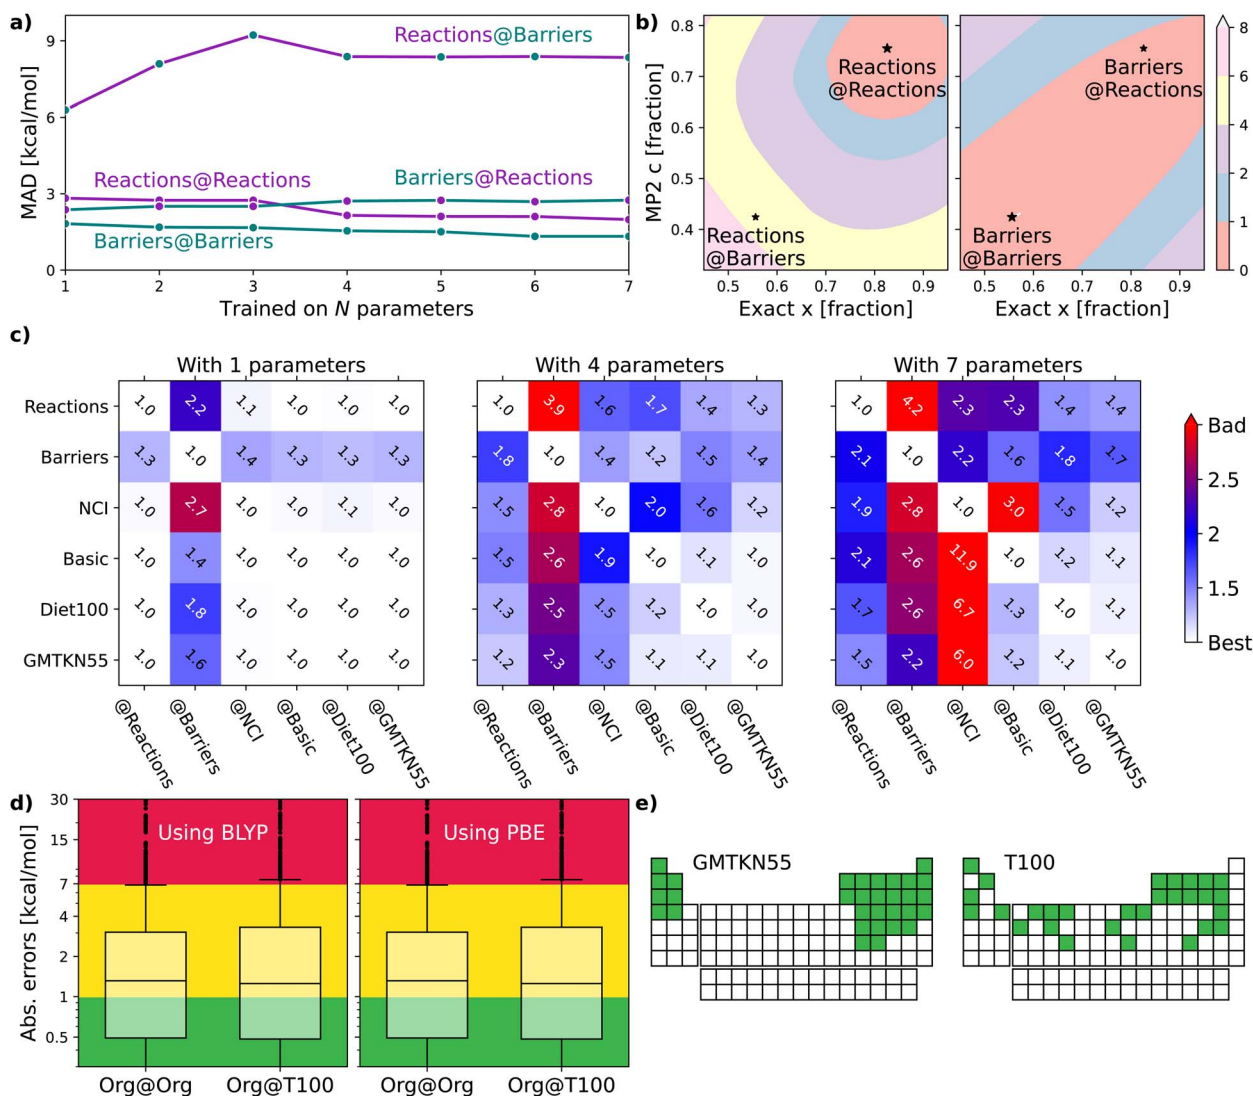 a)
MAD [kcal/mol]
9
6
3
0
Reactions@Barriers
Reactions@Reactions
Barriers@Reactions
Barriers@Barriers
1 2 3 4 5 6 7
Trained on N parameters
b)
MP2 c [fraction]
0.8
0.7
0.6
0.5
0.4
Reactions
@Reactions
Reactions
@Barriers
0.5 0.6 0.7 0.8 0.9
Exact x [fraction]
Barriers
@Reactions
Barriers
@Barriers
0.5 0.6 0.7 0.8 0.9
Exact x [fraction]
8
6
4
2
1
0
c)
With 1 parameters
With 4 parameters
With 7 parameters
Reactions
Barriers
NCI
Basic
Diet100
GMTKN55
1.0 2.2 1.1 1.0 1.0 1.0
1.3 1.0 1.4 1.3 1.3 1.3
1.0 2.7 1.0 1.0 1.1 1.0
1.0 1.4 1.0 1.0 1.0 1.0
1.0 1.8 1.0 1.0 1.0 1.0
1.0 1.6 1.0 1.0 1.0 1.0
@Reactions
@Barriers
@NCI
@Basic
@Diet100
@GMTKN55
1.0 3.9 1.6 1.7 1.4 1.3
1.8 1.0 1.4 1.2 1.5 1.4
1.5 2.8 1.0 2.0 1.6 1.2
1.5 2.6 1.9 1.0 1.1 1.0
1.3 2.5 1.5 1.2 1.0 1.0
1.2 2.3 1.5 1.1 1.1 1.0
@Reactions
@Barriers
@NCI
@Basic
@Diet100
@GMTKN55
1.0 4.2 2.3 2.3 1.4 1.4
2.1 1.0 2.2 1.6 1.8 1.7
1.9 2.8 1.0 3.0 1.5 1.2
2.1 2.6 11.9 1.0 1.2 1.1
1.7 2.6 6.7 1.3 1.0 1.1
1.5 2.2 6.0 1.2 1.1 1.0
@Reactions
@Barriers
@NCI
@Basic
@Diet100
@GMTKN55
Bad
2.5
2
1.5
Best
d)
Abs. errors [kcal/mol]
30
15
7
4
2
1
0.5
Using BLYP
Using PBE
Org@Org Org@T100
Org@Org Org@T100
e)
GMTKN55
T100